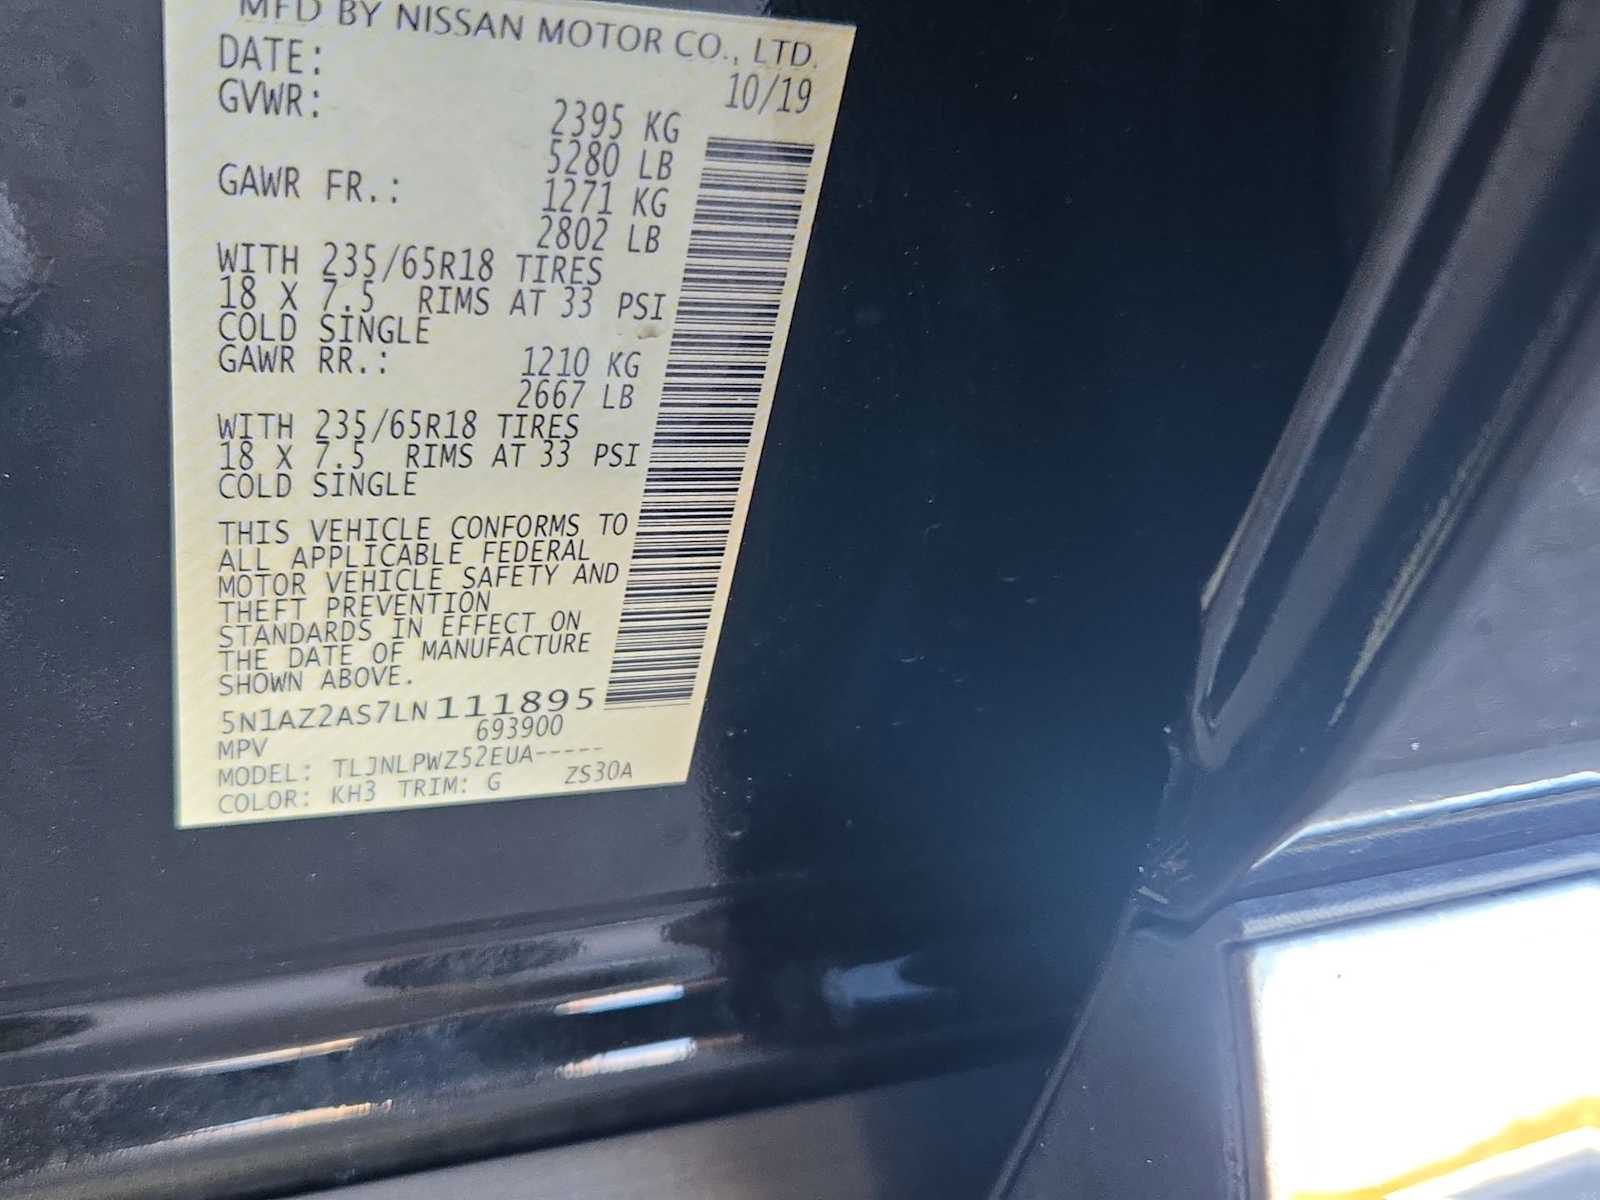 MFD BY NISSAN MOTOR CO., LTD.
DATE: 10/19
GVWR: 2395 KG
5280 LB
GAWR FR.: 1271 KG
2802 LB
WITH 235/65R18 TIRES
18 X 7.5 RIMS AT 33 PSI
COLD SINGLE
GAWR RR.: 1210 KG
2667 LB
WITH 235/65R18 TIRES
18 X 7.5 RIMS AT 33 PSI
COLD SINGLE
THIS VEHICLE CONFORMS TO
ALL APPLICABLE FEDERAL
MOTOR VEHICLE SAFETY AND
THEFT PREVENTION
STANDARDS IN EFFECT ON
THE DATE OF MANUFACTURE
SHOWN ABOVE.
5N1AZ2AS7LN111895
693900
MPV
MODEL: TLJNLPWZ52EUA-----
COLOR: KH3 TRIM: G ZS30A